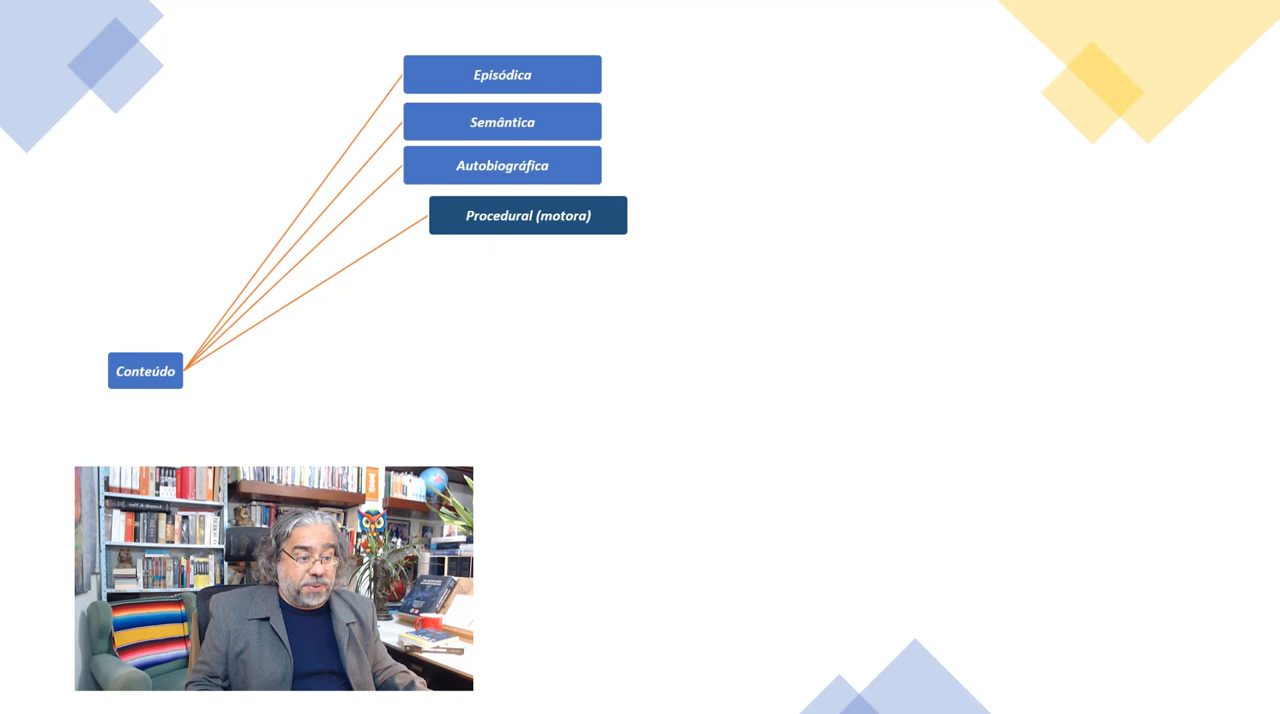 Episódica
Semântica
Autobiográfica
Procedural (motora)
Conteúdo